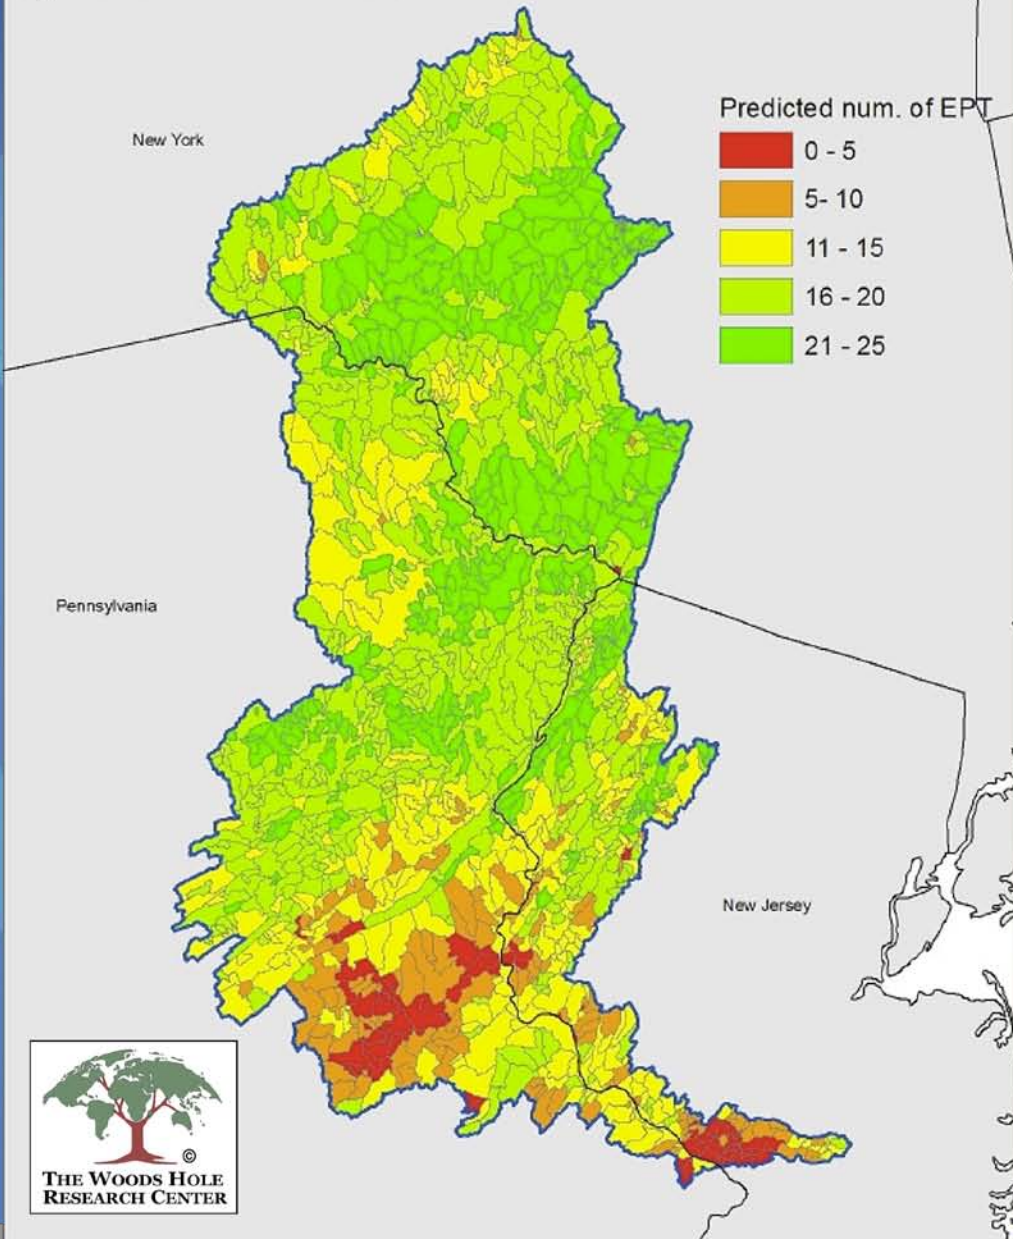 New York
Predicted num. of EPT
0 - 5
5- 10
11 - 15
16 - 20
21 - 25
Pennsylvania
New Jersey
©
THE WOODS HOLE
RESEARCH CENTER